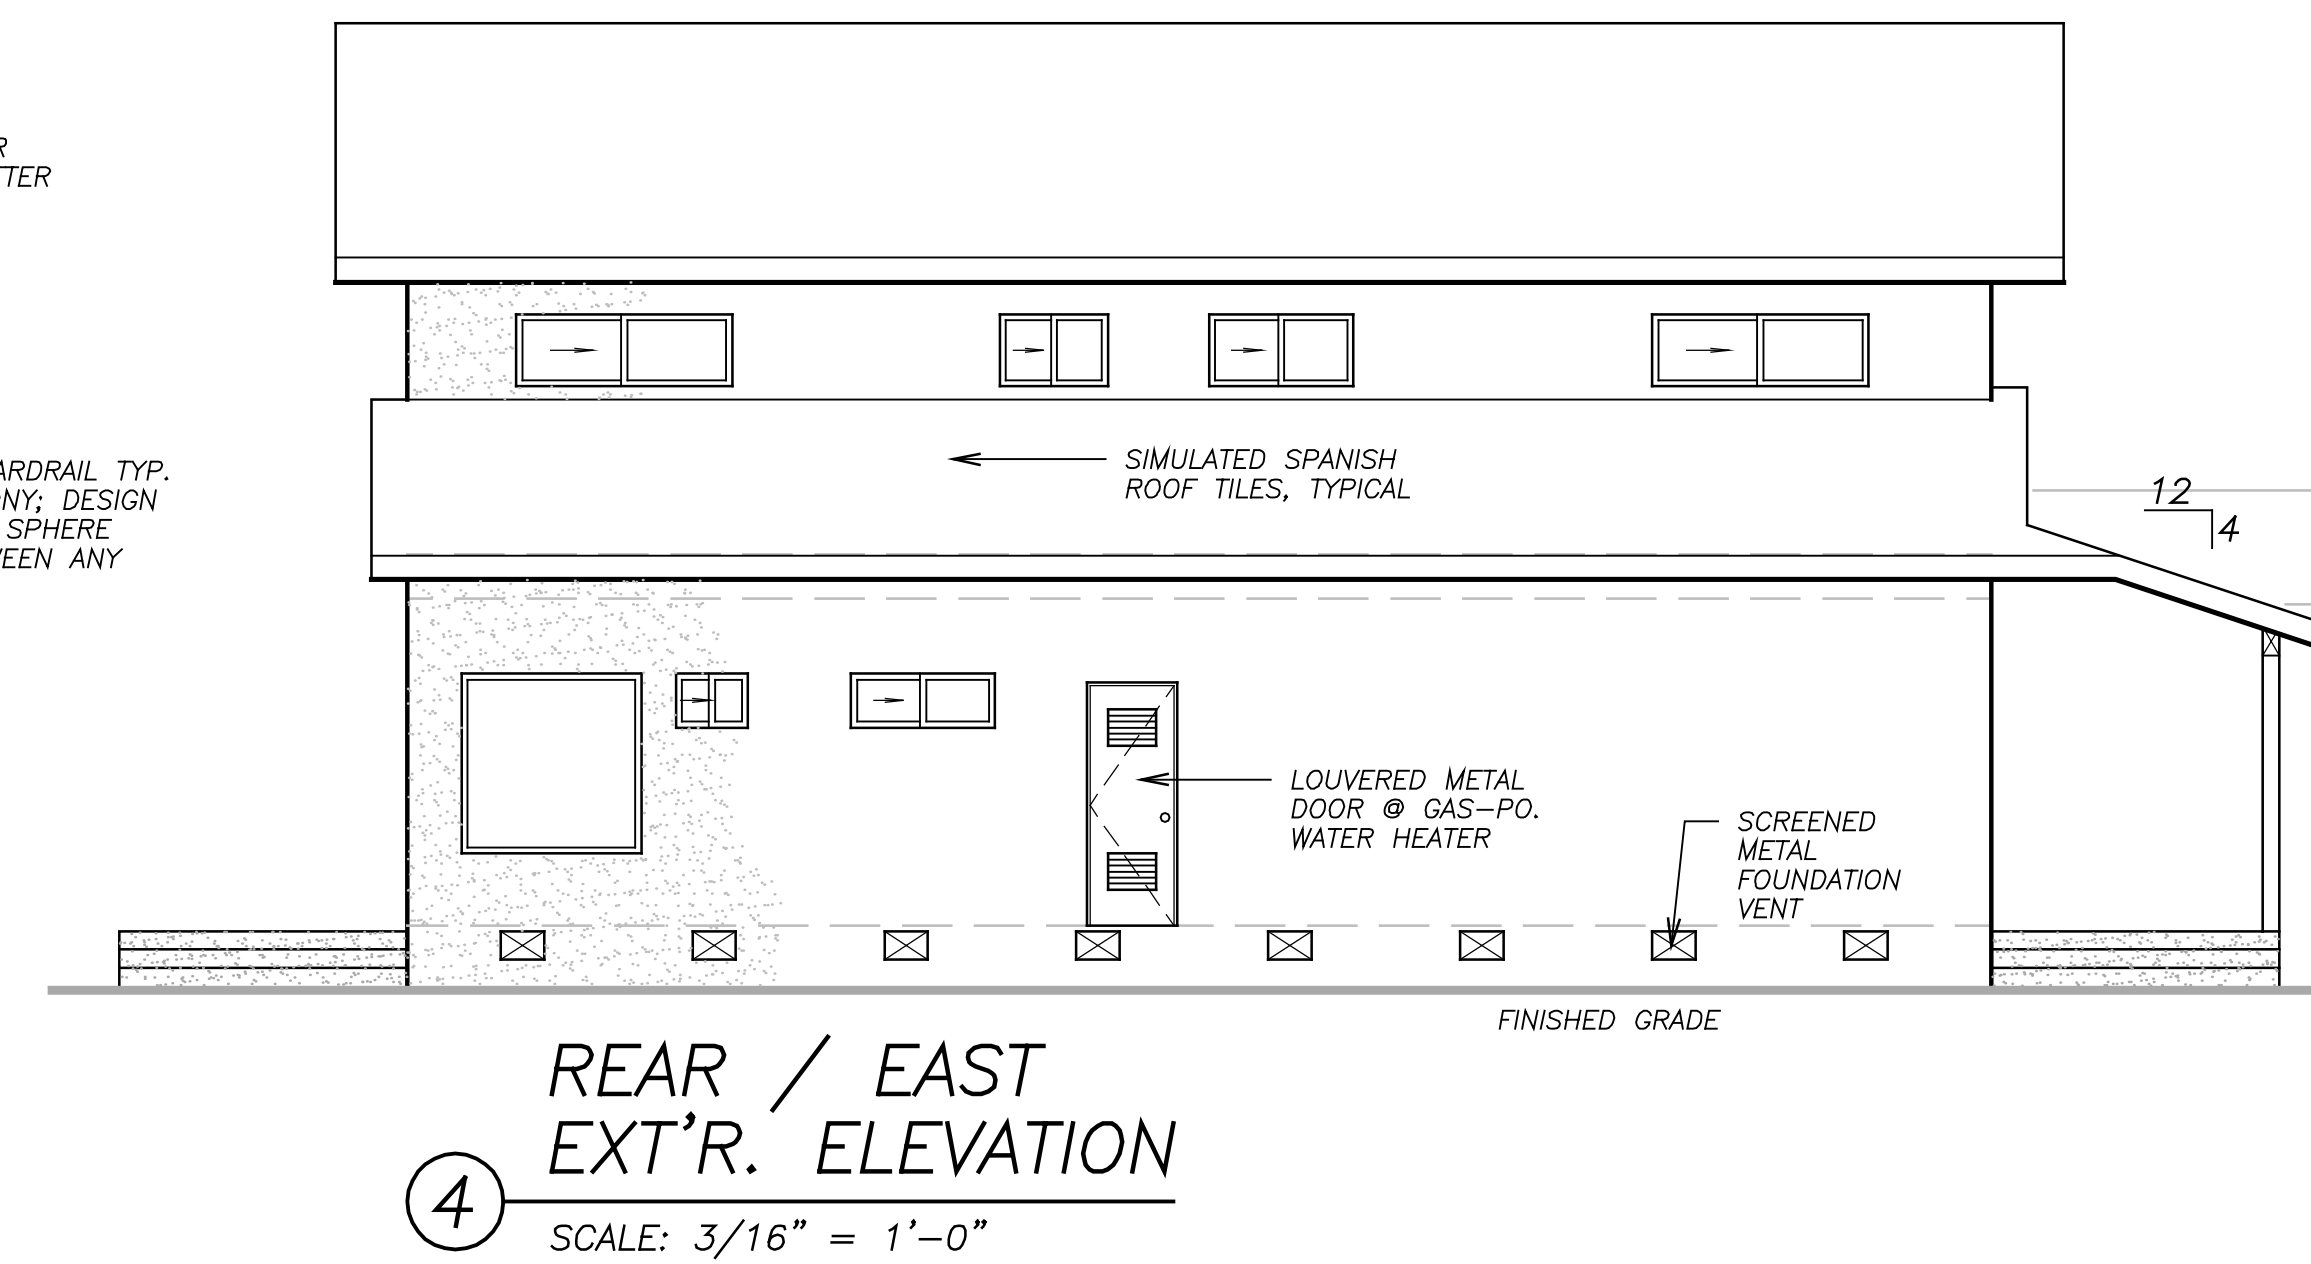 R
TTER
ARDRAIL TYP.
NY; DESIGN
SPHERE
EEN ANY
SIMULATED SPANISH
ROOF TILES, TYPICAL
12
4
LOUVERED METAL
DOOR @ GAS-PO.
WATER HEATER
SCREENED
METAL
FOUNDATION
VENT
FINISHED GRADE
REAR / EAST
EXT'R. ELEVATION
4
SCALE: 3/16" = 1'-0"